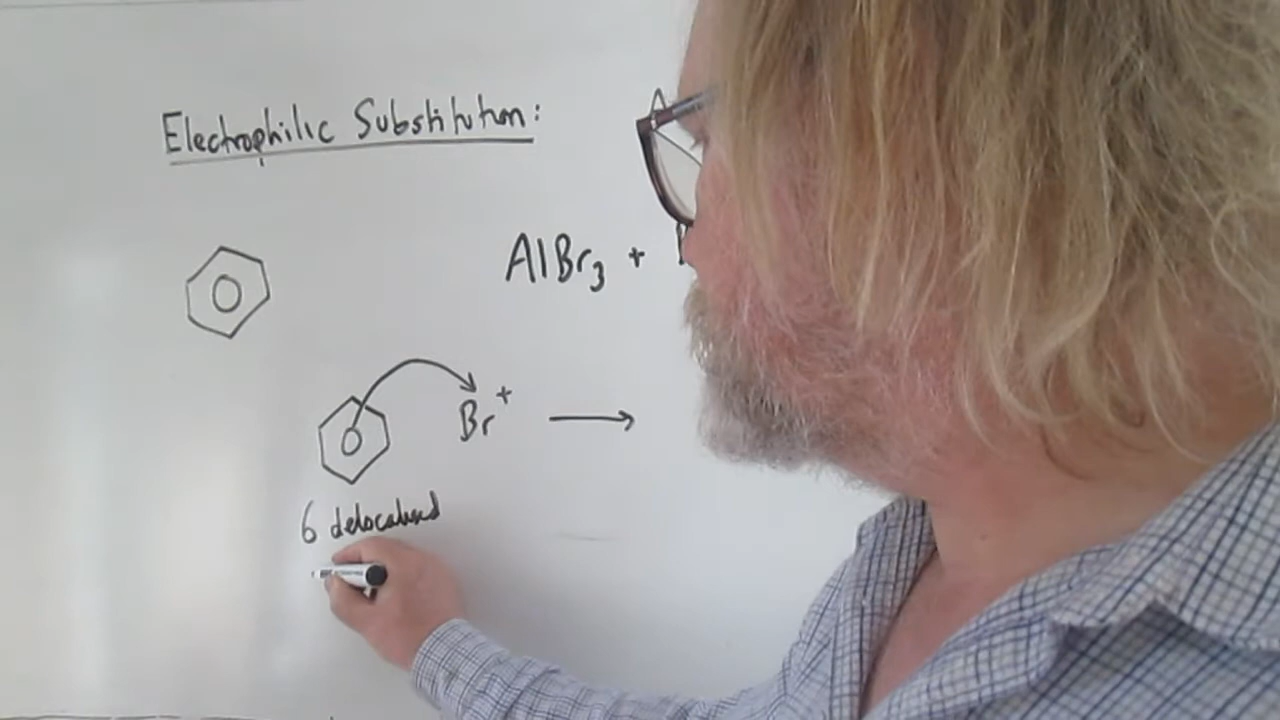 Electrophilic Substitution:
AlBr₃ +
Br⁺
6 delocalised